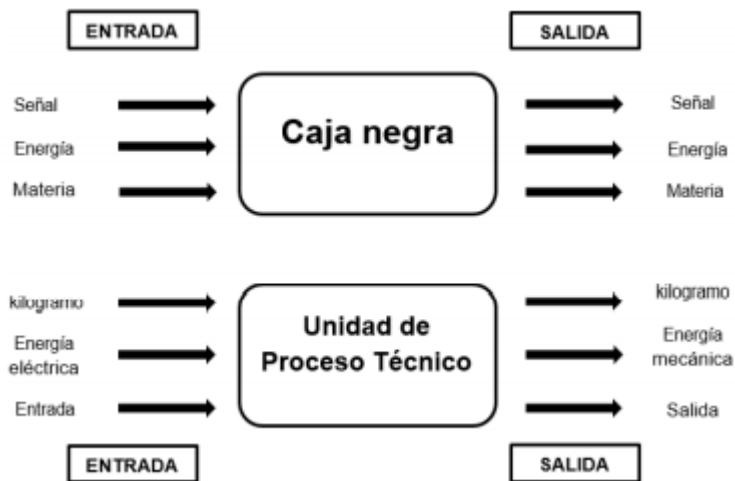 ENTRADA
SALIDA
Señal
Caja negra
Señal
Energía
Energía
Materia
Materia
kilogramo
Unidad de
Proceso Técnico
kilogramo
Energía
eléctrica
Energía
mecánica
Entrada
Salida
ENTRADA
SALIDA